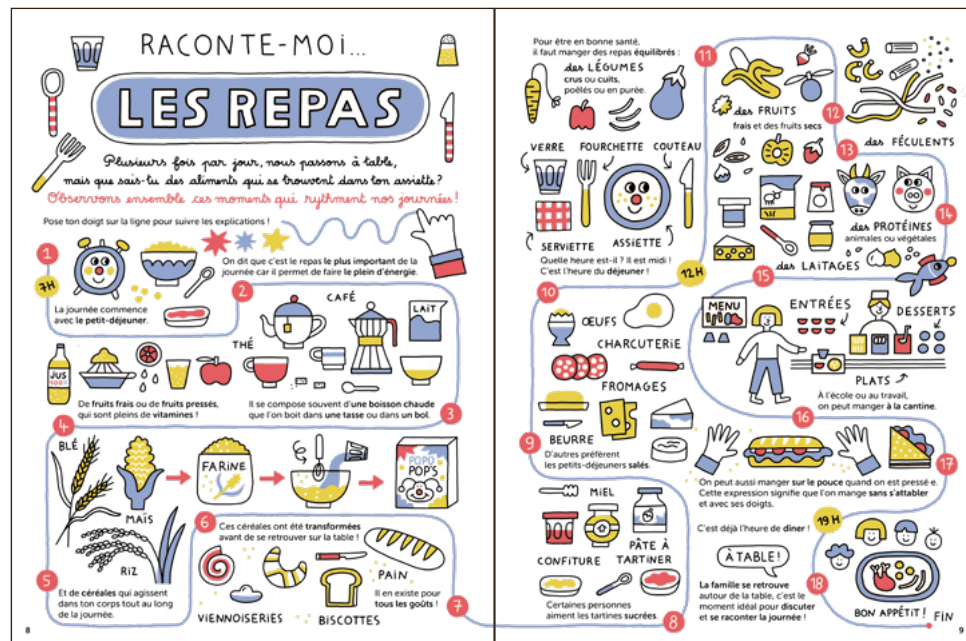 RACONTE-MOI...
LES REPAS
Plusieurs fois par jour, nous passons à table,
mais que sais-tu des aliments qui se trouvent dans ton assiette?
Observons ensemble ces moments qui rythment nos journées!
Pose ton doigt sur la ligne pour suivre les explications !
1
7H
La journée commence
avec le petit-déjeuner.
On dit que c'est le repas le plus important de la
journée car il permet de faire le plein d'énergie.
2
CAFÉ
LAIT
THÉ
JUS
100%
De fruits frais ou de fruits pressés,
qui sont pleins de vitamines !
Il se compose souvent d'une boisson chaude
que l'on boit dans une tasse ou dans un bol.
3
4
BLÉ
MAÏS
RIZ
FARINE
POPO
POP'S
5
Et de céréales qui agissent
dans ton corps tout au long
de la journée.
6
Ces céréales ont été transformées
avant de se retrouver sur la table !
VIENNOISERIES
BISCOTTES
PAIN
Il en existe pour
tous les goûts !
7
8
Pour être en bonne santé,
il faut manger des repas équilibrés :
des LÉGUMES
crus ou cuits,
poêlés ou en purée.
11
des FRUITS
frais et des fruits secs
12
des FÉCULENTS
13
VERRE
FOURCHETTE
COUTEAU
SERVIETTE
ASSIETTE
Quelle heure est-il ? Il est midi !
C'est l'heure du déjeuner !
12H
des PROTÉINES
animales ou végétales
14
des LAITAGES
15
10
ŒUFS
CHARCUTERIE
FROMAGES
BEURRE
9
D'autres préfèrent
les petits-déjeuners salés.
MENU
ENTRÉES
DESSERTS
PLATS
À l'école ou au travail,
on peut manger à la cantine.
16
17
On peut aussi manger sur le pouce quand on est pressé·e.
Cette expression signifie que l'on mange sans s'attabler
et avec ses doigts.
MIEL
CONFITURE
PÂTE À
TARTINER
Certaines personnes
aiment les tartines sucrées.
8
C'est déjà l'heure de dîner !
19H
À TABLE!
La famille se retrouve
autour de la table, c'est le
moment idéal pour discuter
et se raconter la journée !
18
BON APPÉTIT!
FIN
9